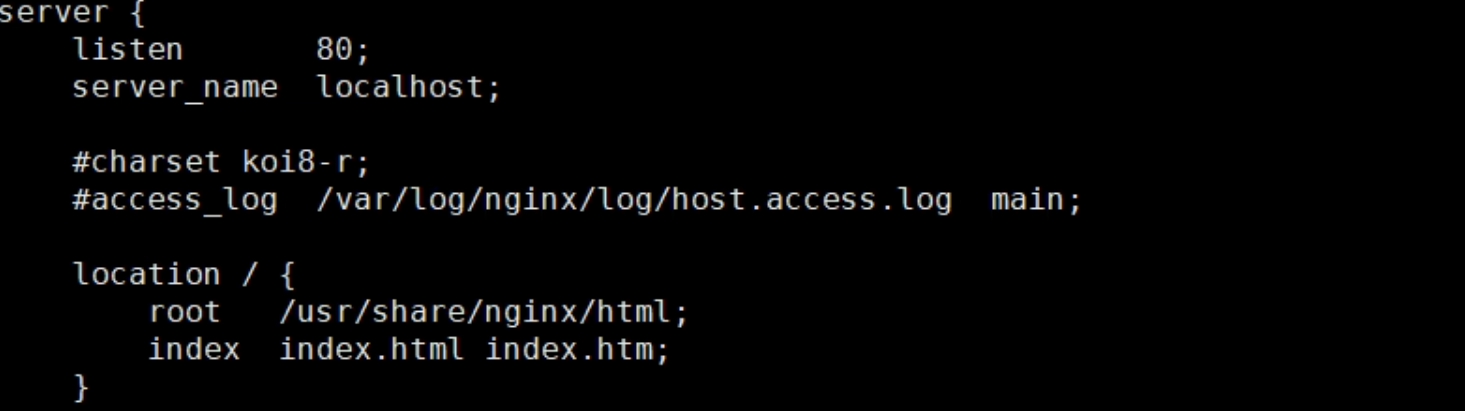 server {
    listen       80;
    server_name  localhost;

    #charset koi8-r;
    #access_log  /var/log/nginx/log/host.access.log  main;

    location / {
        root   /usr/share/nginx/html;
        index  index.html index.htm;
    }